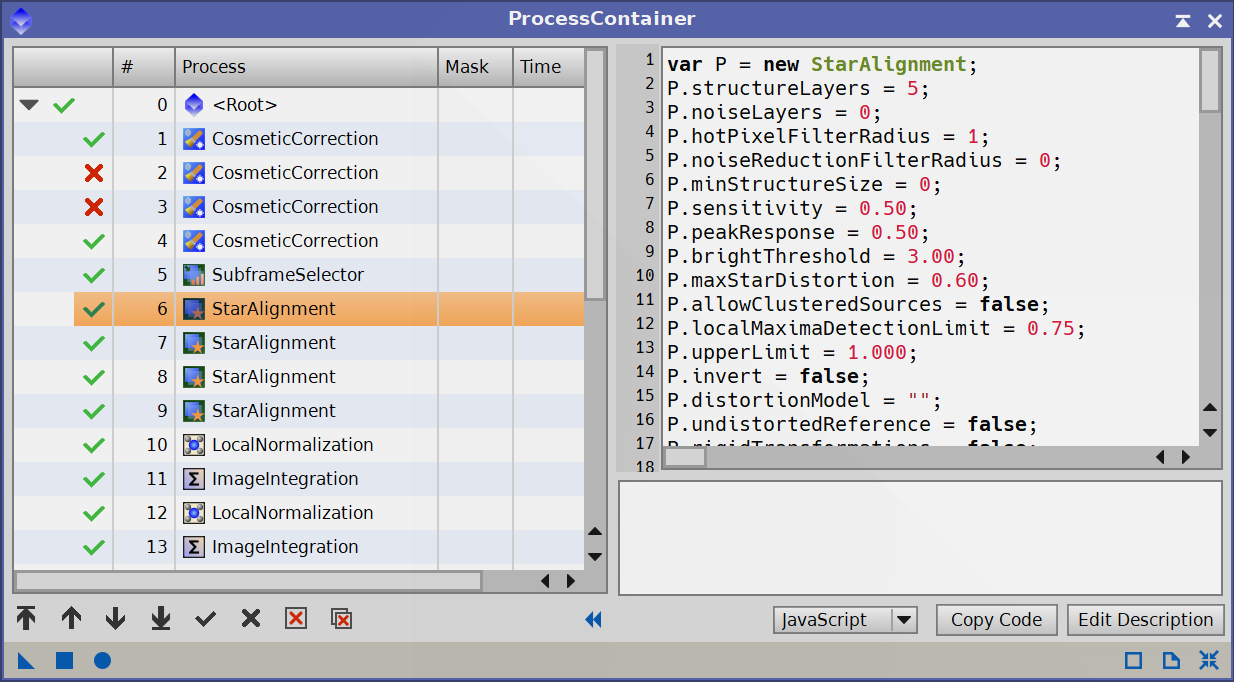 ProcessContainer
# Process Mask Time
0 <Root>
1 CosmeticCorrection
2 CosmeticCorrection
3 CosmeticCorrection
4 CosmeticCorrection
5 SubframeSelector
6 StarAlignment
7 StarAlignment
8 StarAlignment
9 StarAlignment
10 LocalNormalization
11 ImageIntegration
12 LocalNormalization
13 ImageIntegration
1 var P = new StarAlignment;
2 P.structureLayers = 5;
3 P.noiseLayers = 0;
4 P.hotPixelFilterRadius = 1;
5 P.noiseReductionFilterRadius = 0;
6 P.minStructureSize = 0;
7 P.sensitivity = 0.50;
8 P.peakResponse = 0.50;
9 P.brightThreshold = 3.00;
10 P.maxStarDistortion = 0.60;
11 P.allowClusteredSources = false;
12 P.localMaximaDetectionLimit = 0.75;
13 P.upperLimit = 1.000;
14 P.invert = false;
15 P.distortionModel = "";
16 P.undistortedReference = false;
17 P.rigidTransformations = false;
18
JavaScript Copy Code Edit Description